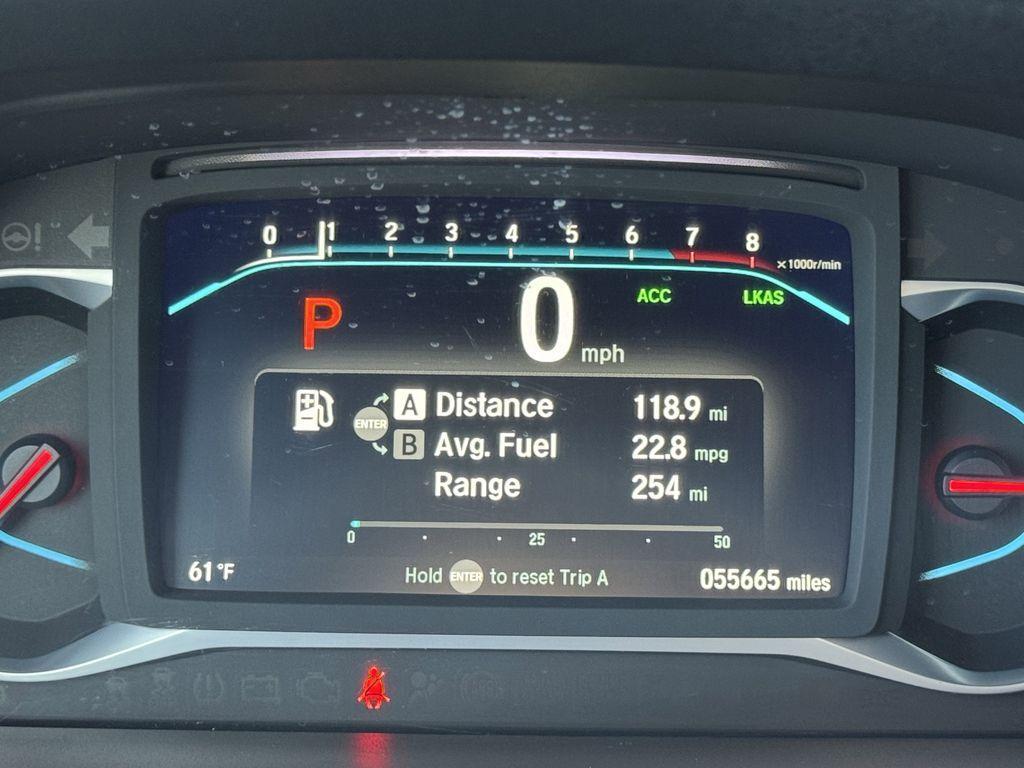 0 1 2 3 4 5 6 7 8
×1000r/min
P 0 mph ACC LKAS
A Distance 118.9 mi
ENTER
B Avg. Fuel 22.8 mpg
Range 254 mi
0 25 50
61°F Hold ENTER to reset Trip A 055665 miles